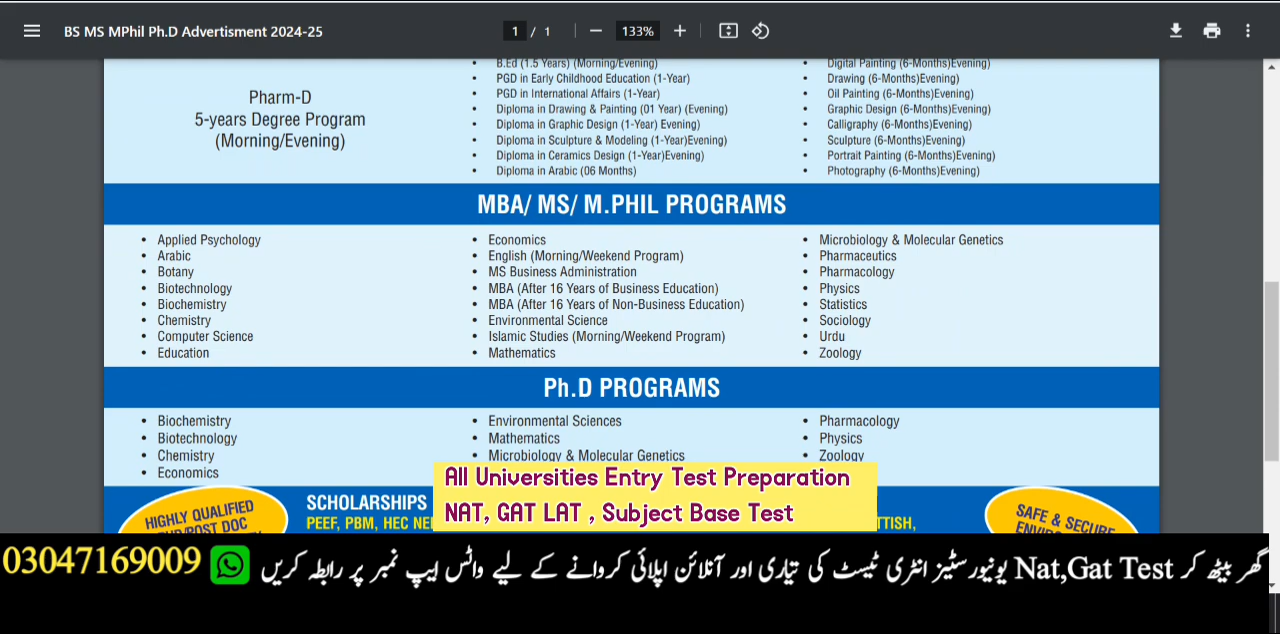 BS MS MPhil Ph.D Advertisment 2024-25
1 / 1
133%
Pharm-D
5-years Degree Program
(Morning/Evening)
• B.Ed (1.5 Years) (Morning/Evening)
• PGD in Early Childhood Education (1-Year)
• PGD in International Affairs (1-Year)
• Diploma in Drawing & Painting (01 Year) (Evening)
• Diploma in Graphic Design (1-Year) Evening)
• Diploma in Sculpture & Modeling (1-Year)Evening)
• Diploma in Ceramics Design (1-Year)Evening)
• Diploma in Arabic (06 Months)
• Digital Painting (6-Months)Evening)
• Drawing (6-Months)Evening)
• Oil Painting (6-Months)Evening)
• Graphic Design (6-Months)Evening)
• Calligraphy (6-Months)Evening)
• Sculpture (6-Months)Evening)
• Portrait Painting (6-Months)Evening)
• Photography (6-Months)Evening)
MBA/ MS/ M.PHIL PROGRAMS
• Applied Psychology
• Arabic
• Botany
• Biotechnology
• Biochemistry
• Chemistry
• Computer Science
• Education
• Economics
• English (Morning/Weekend Program)
• MS Business Administration
• MBA (After 16 Years of Business Education)
• MBA (After 16 Years of Non-Business Education)
• Environmental Science
• Islamic Studies (Morning/Weekend Program)
• Mathematics
• Microbiology & Molecular Genetics
• Pharmaceutics
• Pharmacology
• Physics
• Statistics
• Sociology
• Urdu
• Zoology
Ph.D PROGRAMS
• Biochemistry
• Biotechnology
• Chemistry
• Economics
• Environmental Sciences
• Mathematics
• Microbiology & Molecular Genetics
• Pharmacology
• Physics
• Zoology
HIGHLY QUALIFIED
POST DOC
SCHOLARSHIPS
PEEF, PBM, HEC
All Universities Entry Test Preparation
NAT, GAT LAT , Subject Base Test
SAFE & SECURE
گھر بیٹھ کر Nat,Gat Test یونیورسٹیز انٹری ٹیسٹ کی تیاری اور آنلائن اپلائی کروانے کے لیے واٹس ایپ نمبر پر رابطہ کریں
03047169009